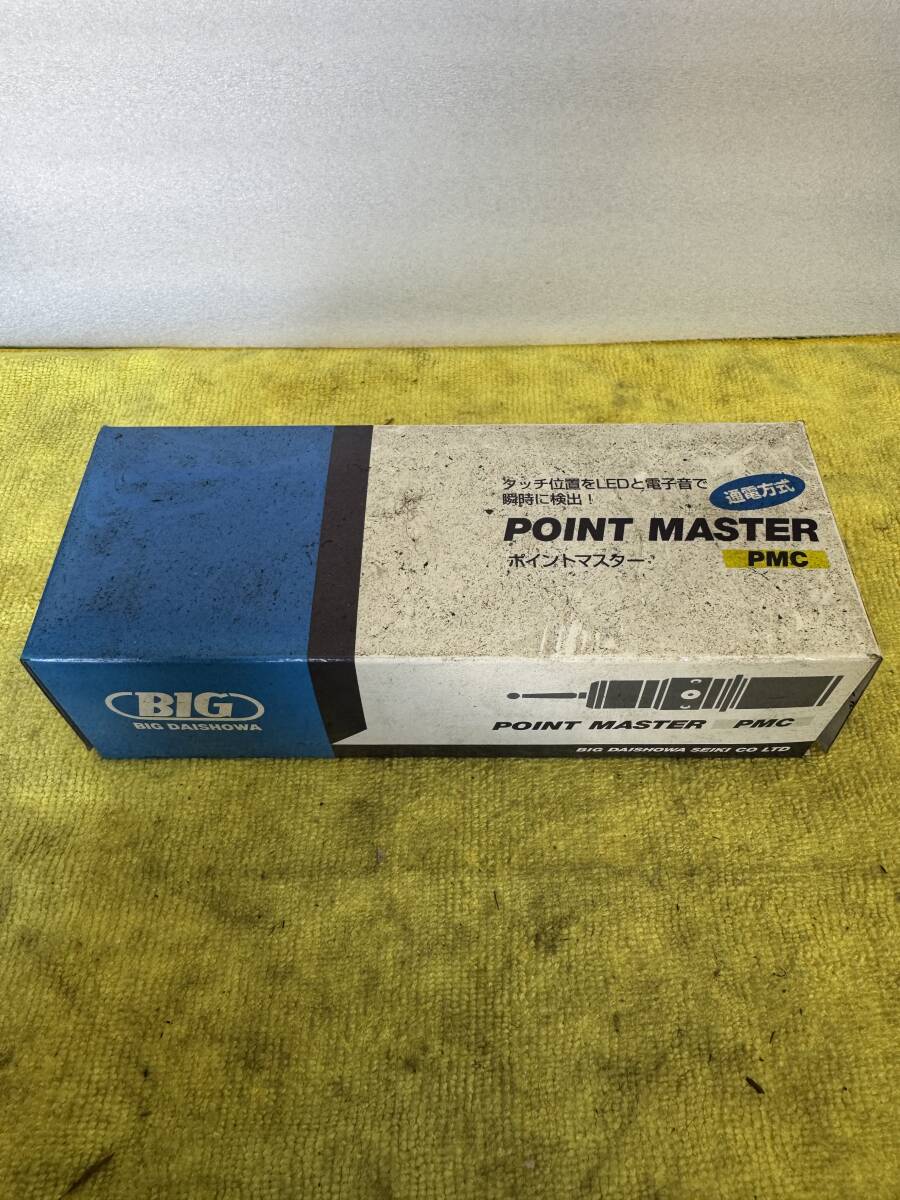 タッチ位置をLEDと電子音で
瞬時に検出！
通電方式
POINT MASTER
ポイントマスター
PMC
BIG
BIG DAISHOWA
POINT MASTER PMC
BIG DAISHOWA SEIKI CO LTD